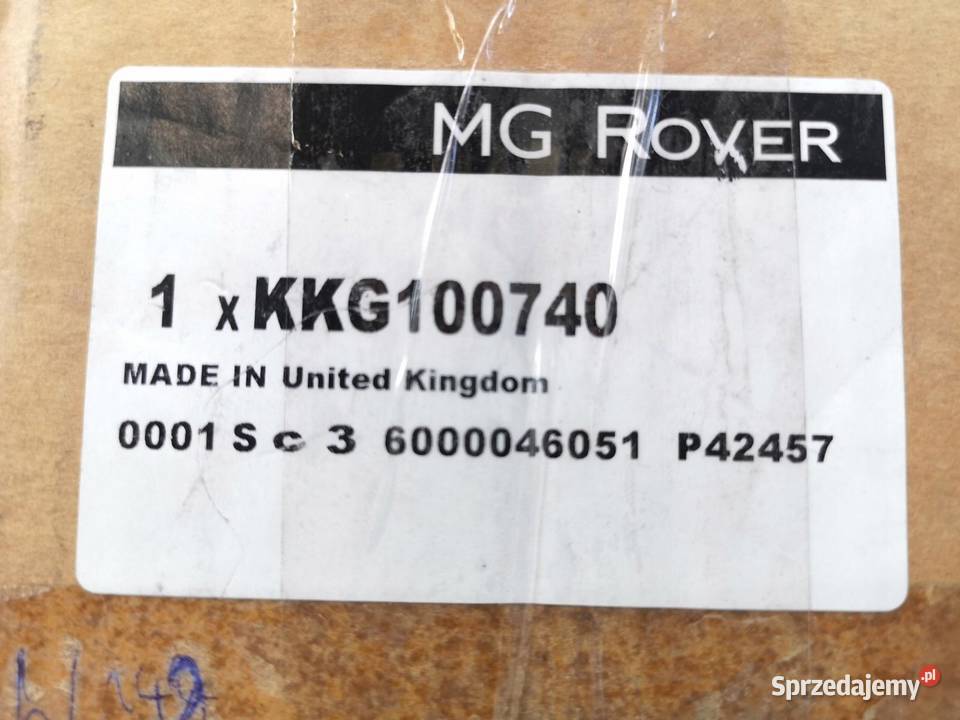 MG ROVER
1 x KKG100740
MADE IN United Kingdom
0001 S c 3 6000046051 P42457
Sprzedajemy.pl